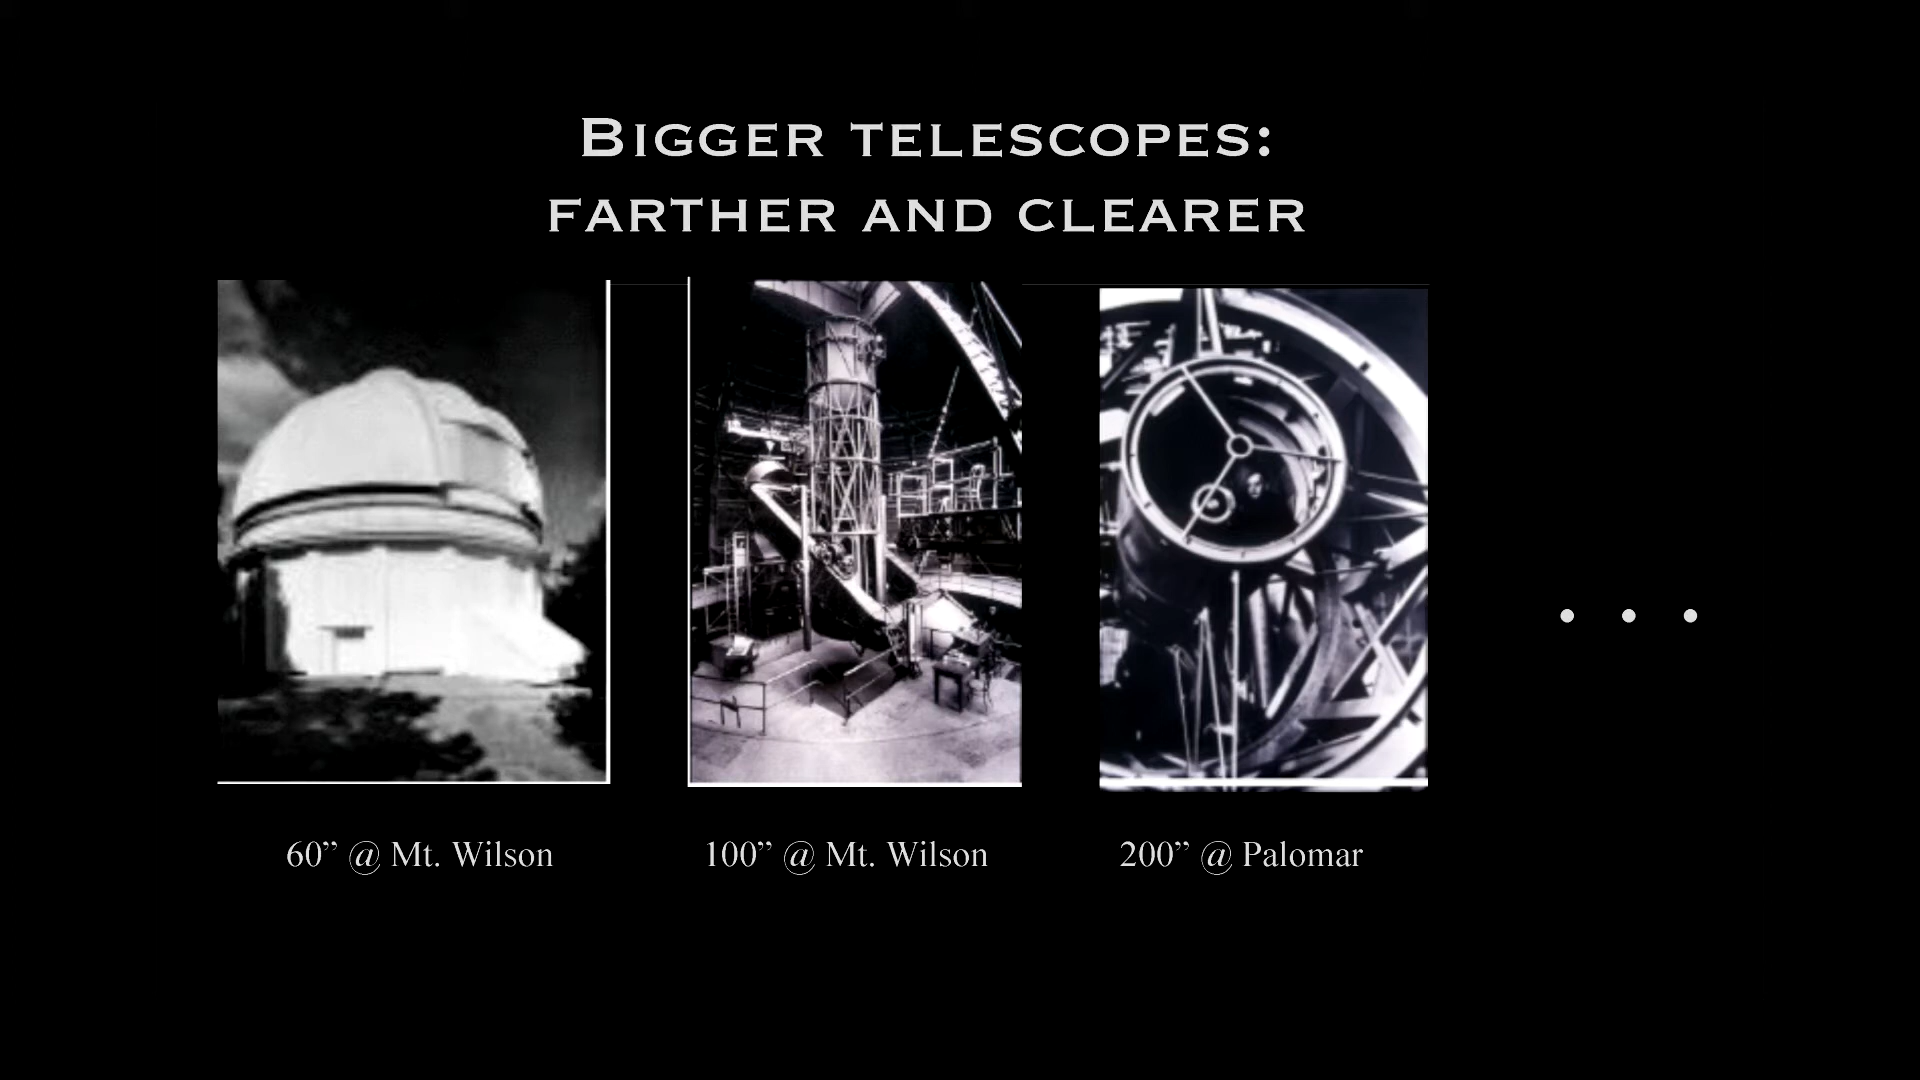 BIGGER TELESCOPES:
FARTHER AND CLEARER
60” @ Mt. Wilson
100” @ Mt. Wilson
200” @ Palomar
. . .